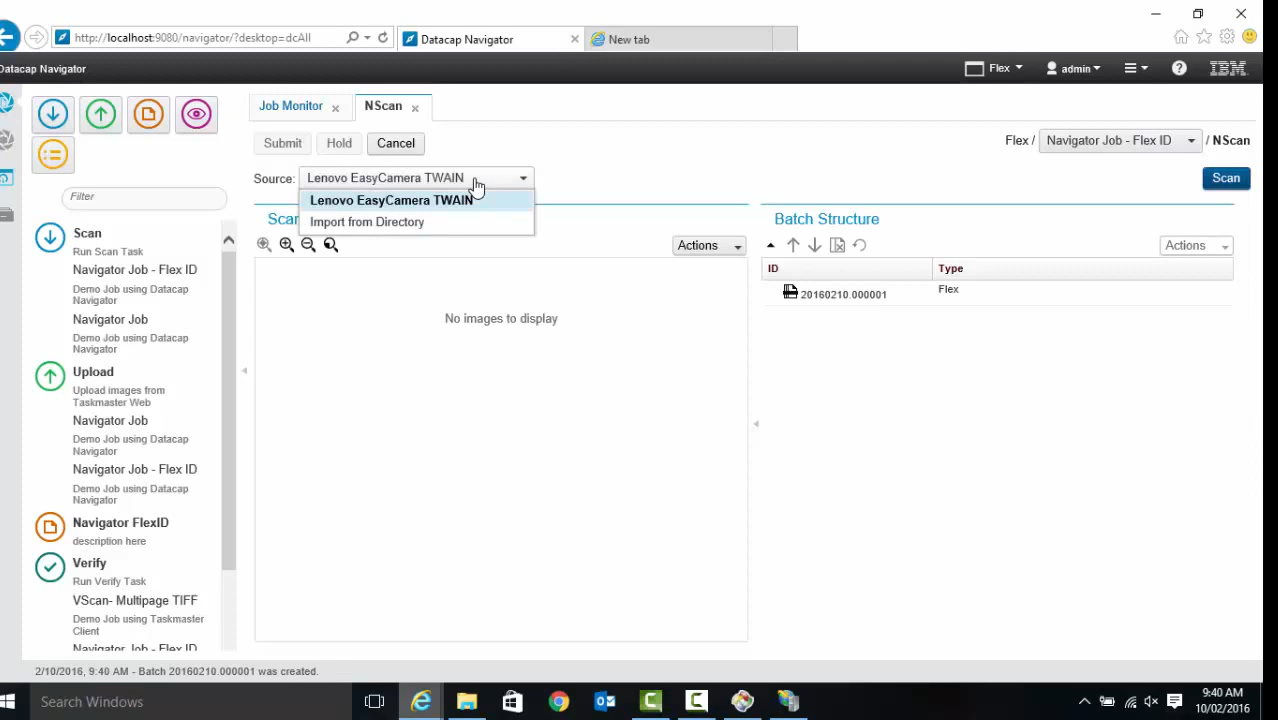 http://localhost:9080/navigator/?desktop=dcAll
Datacap Navigator
New tab
Datacap Navigator
Flex
admin
IBM
Job Monitor
NScan
Submit
Hold
Cancel
Flex /
Navigator Job - Flex ID
/ NScan
Source:
Lenovo EasyCamera TWAIN
Scan
Lenovo EasyCamera TWAIN
Import from Directory
Filter
Batch Structure
Actions
Actions
ID
Type
20160210.000001
Flex
No images to display
Scan
Run Scan Task
Navigator Job - Flex ID
Demo Job using Datacap
Navigator
Navigator Job
Demo Job using Datacap
Navigator
Upload
Upload images from
Taskmaster Web
Navigator Job
Demo Job using Datacap
Navigator
Navigator Job - Flex ID
Demo Job using Datacap
Navigator
Navigator FlexID
description here
Verify
Run Verify Task
VScan- Multipage TIFF
Demo Job using Taskmaster
Client
Navigator Job - Flex ID
2/10/2016, 9:40 AM - Batch 20160210.000001 was created.
Search Windows
9:40 AM
10/02/2016